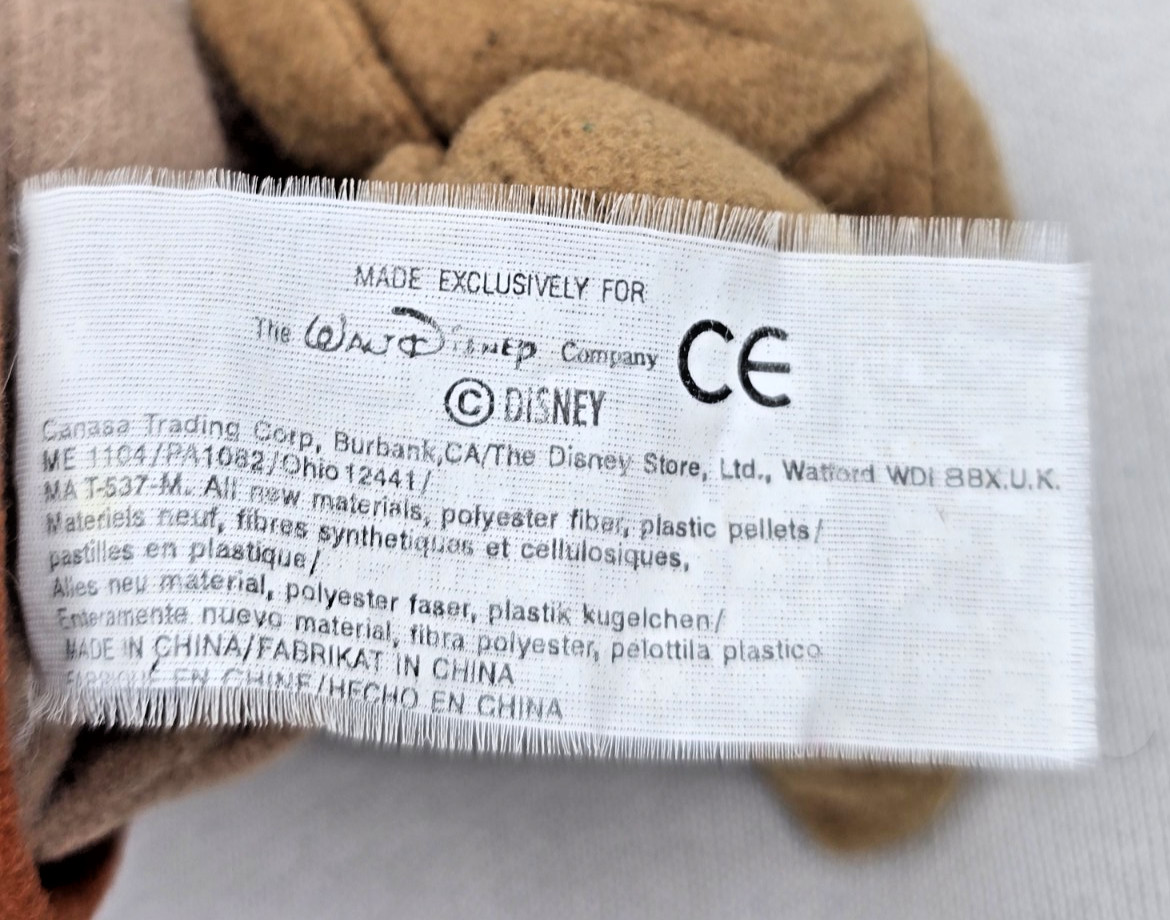 MADE EXCLUSIVELY FOR
The Walt Disney Company CE
© DISNEY
Canasa Trading Corp, Burbank,CA/The Disney Store, Ltd., Watford WDI 8BX.U.K.
ME 1104/PA1082/Ohio12441/
MA T-537-M. All new materials, polyester fiber, plastic pellets/
Materiels neuf, fibres synthetiques et cellulosiques,
pastilles en plastique/
Alles neu material, polyester faser, plastik kugelchen/
Enteramente nuevo material, fibra polyester, pelottila plastico
MADE IN CHINA/FABRIKAT IN CHINA
FABRIQUÉ EN CHINE/HECHO EN CHINA